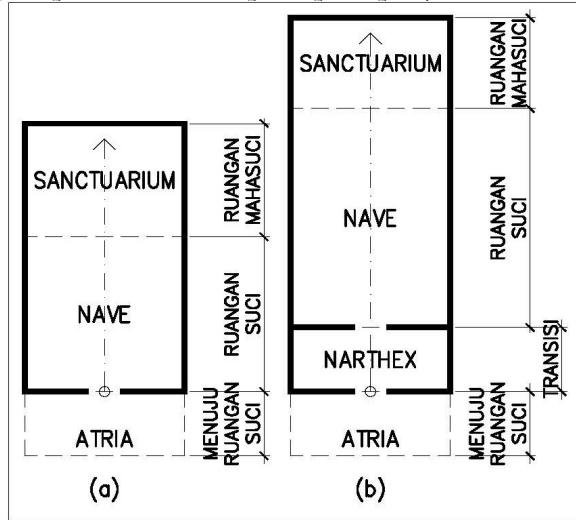 SANCTUARIUM
NAVE
ATRIA
RUANGAN
MAHASUCI
RUANGAN
SUCI
MENUJU
RUANGAN
SUCI
(a)
SANCTUARIUM
NAVE
NARTHEX
ATRIA
RUANGAN
MAHASUCI
RUANGAN
SUCI
TRANSISI
MENUJU
RUANGAN
SUCI
(b)